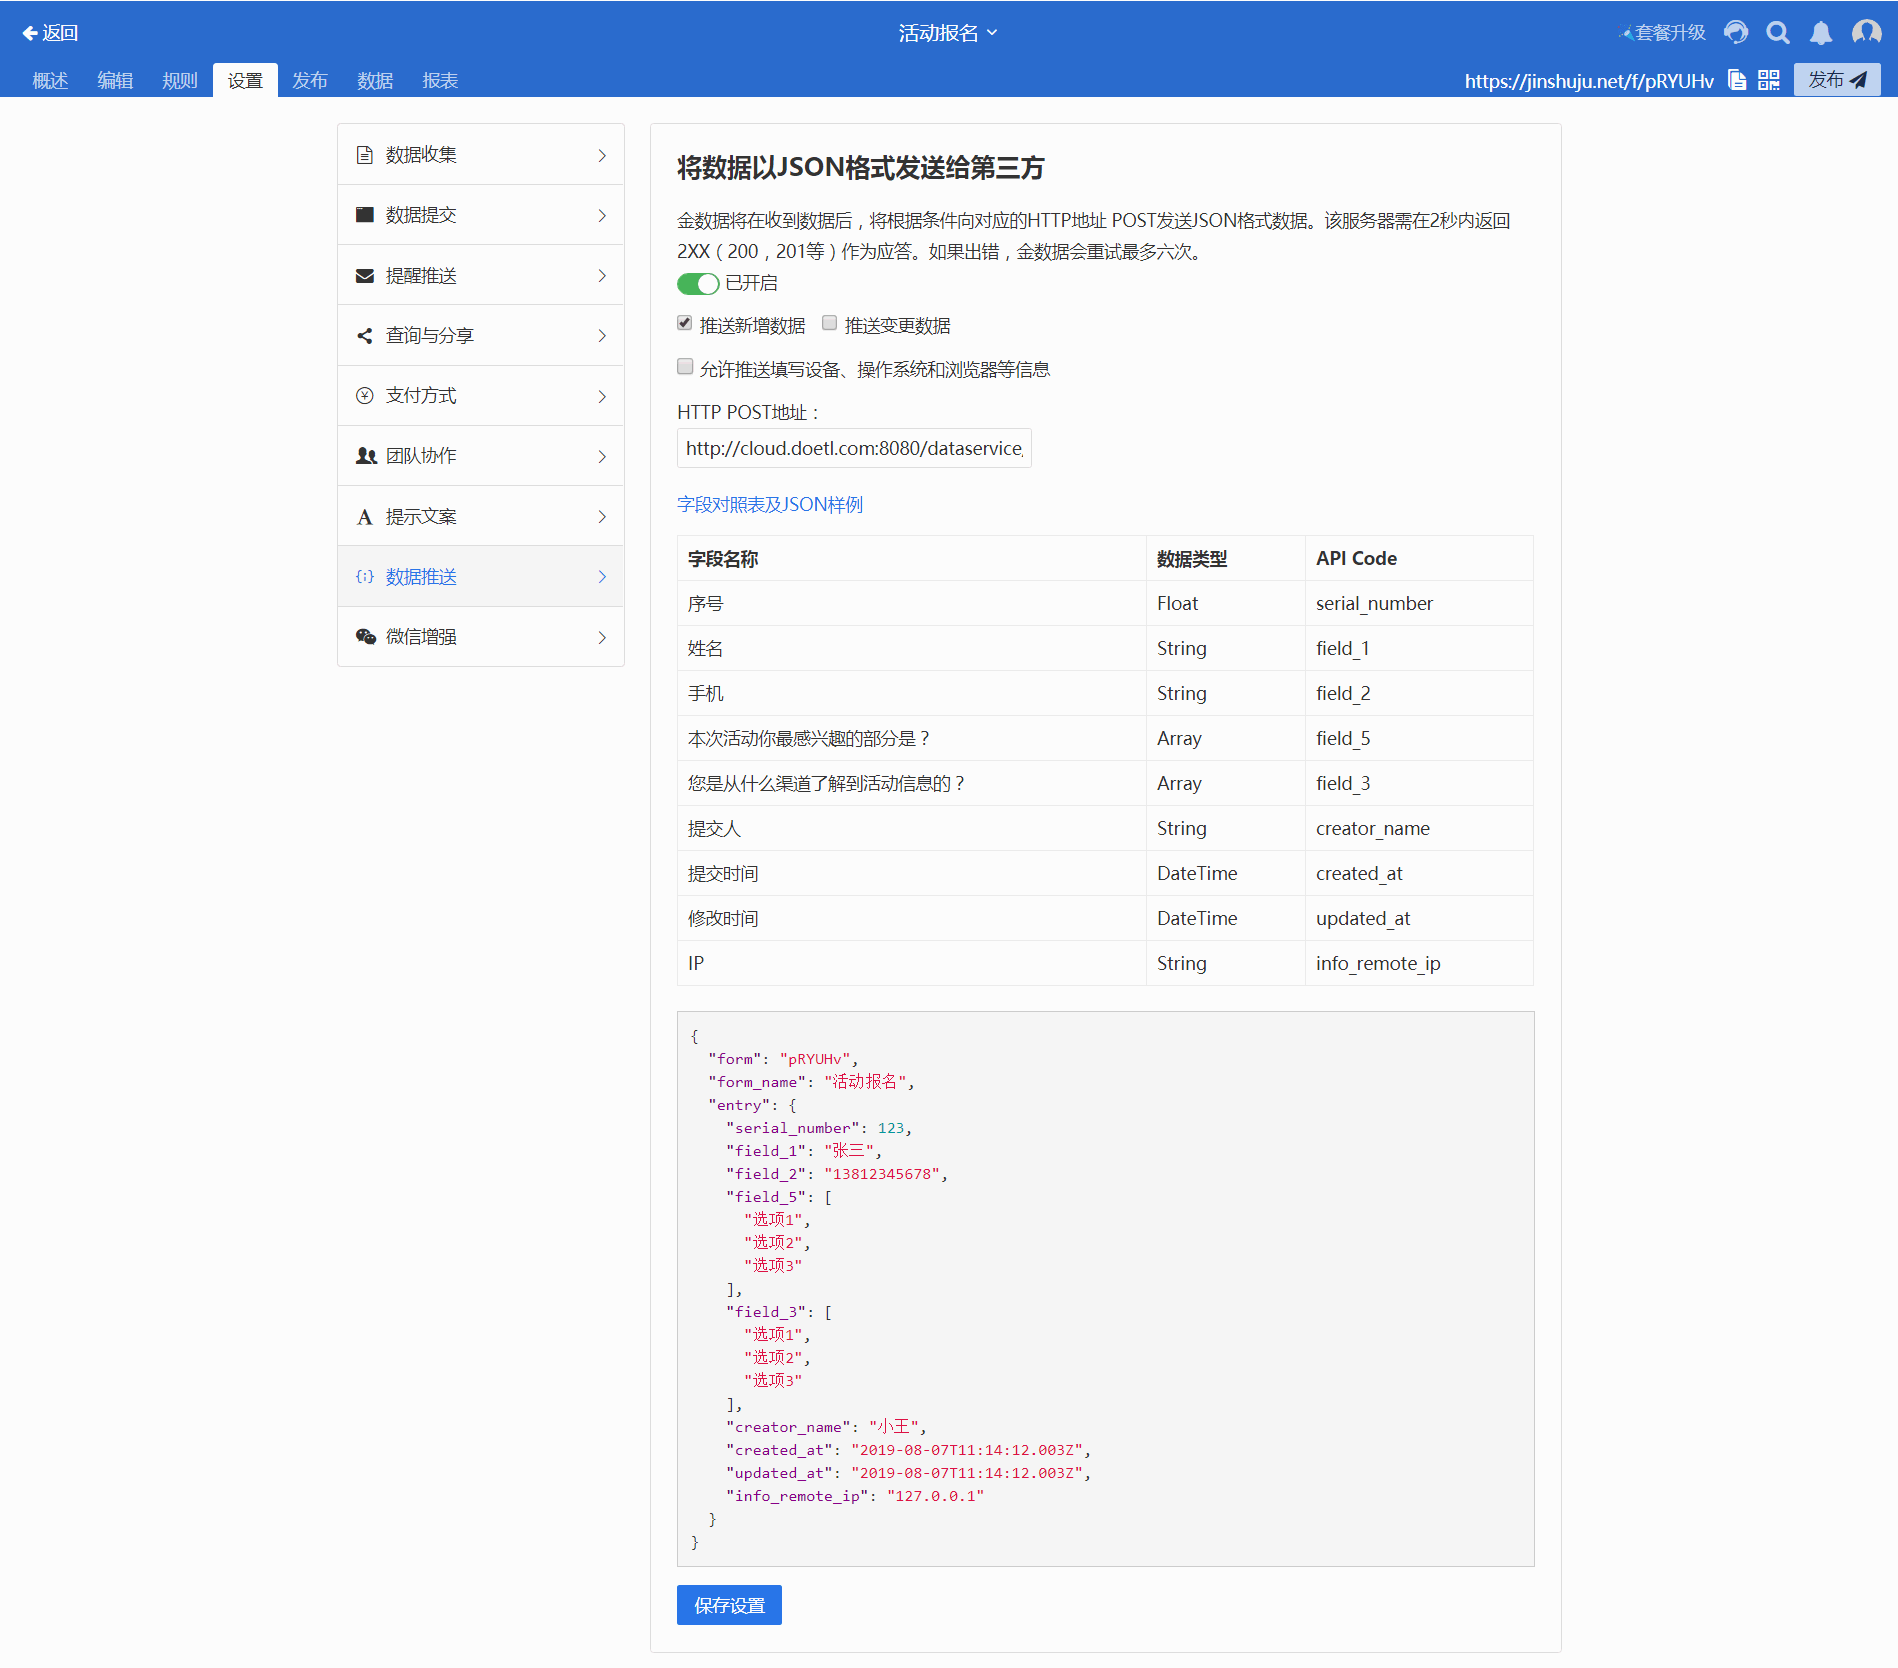 返回
活动报名
套餐升级
概述 编辑 规则 设置 发布 数据 报表
https://jinshuju.net/f/pRYUHv
发布
数据收集
数据提交
提醒推送
查询与分享
支付方式
团队协作
提示文案
数据推送
微信增强
将数据以JSON格式发送给第三方
金数据将在收到数据后，将根据条件向对应的HTTP地址 POST发送JSON格式数据。该服务器需在2秒内返回
2XX（200，201等）作为应答。如果出错，金数据会重试最多六次。
已开启
推送新增数据 推送变更数据
允许推送填写设备、操作系统和浏览器等信息
HTTP POST地址：
http://cloud.doetl.com:8080/dataservice/
字段对照表及JSON样例
字段名称 数据类型 API Code
序号 Float serial_number
姓名 String field_1
手机 String field_2
本次活动你最感兴趣的部分是？ Array field_5
您是从什么渠道了解到活动信息的？ Array field_3
提交人 String creator_name
提交时间 DateTime created_at
修改时间 DateTime updated_at
IP String info_remote_ip
{
"form": "pRYUHv",
"form_name": "活动报名",
"entry": {
"serial_number": 123,
"field_1": "张三",
"field_2": "13812345678",
"field_5": [
"选项1",
"选项2",
"选项3"
],
"field_3": [
"选项1",
"选项2",
"选项3"
],
"creator_name": "小王",
"created_at": "2019-08-07T11:14:12.003Z",
"updated_at": "2019-08-07T11:14:12.003Z",
"info_remote_ip": "127.0.0.1"
}
}
保存设置